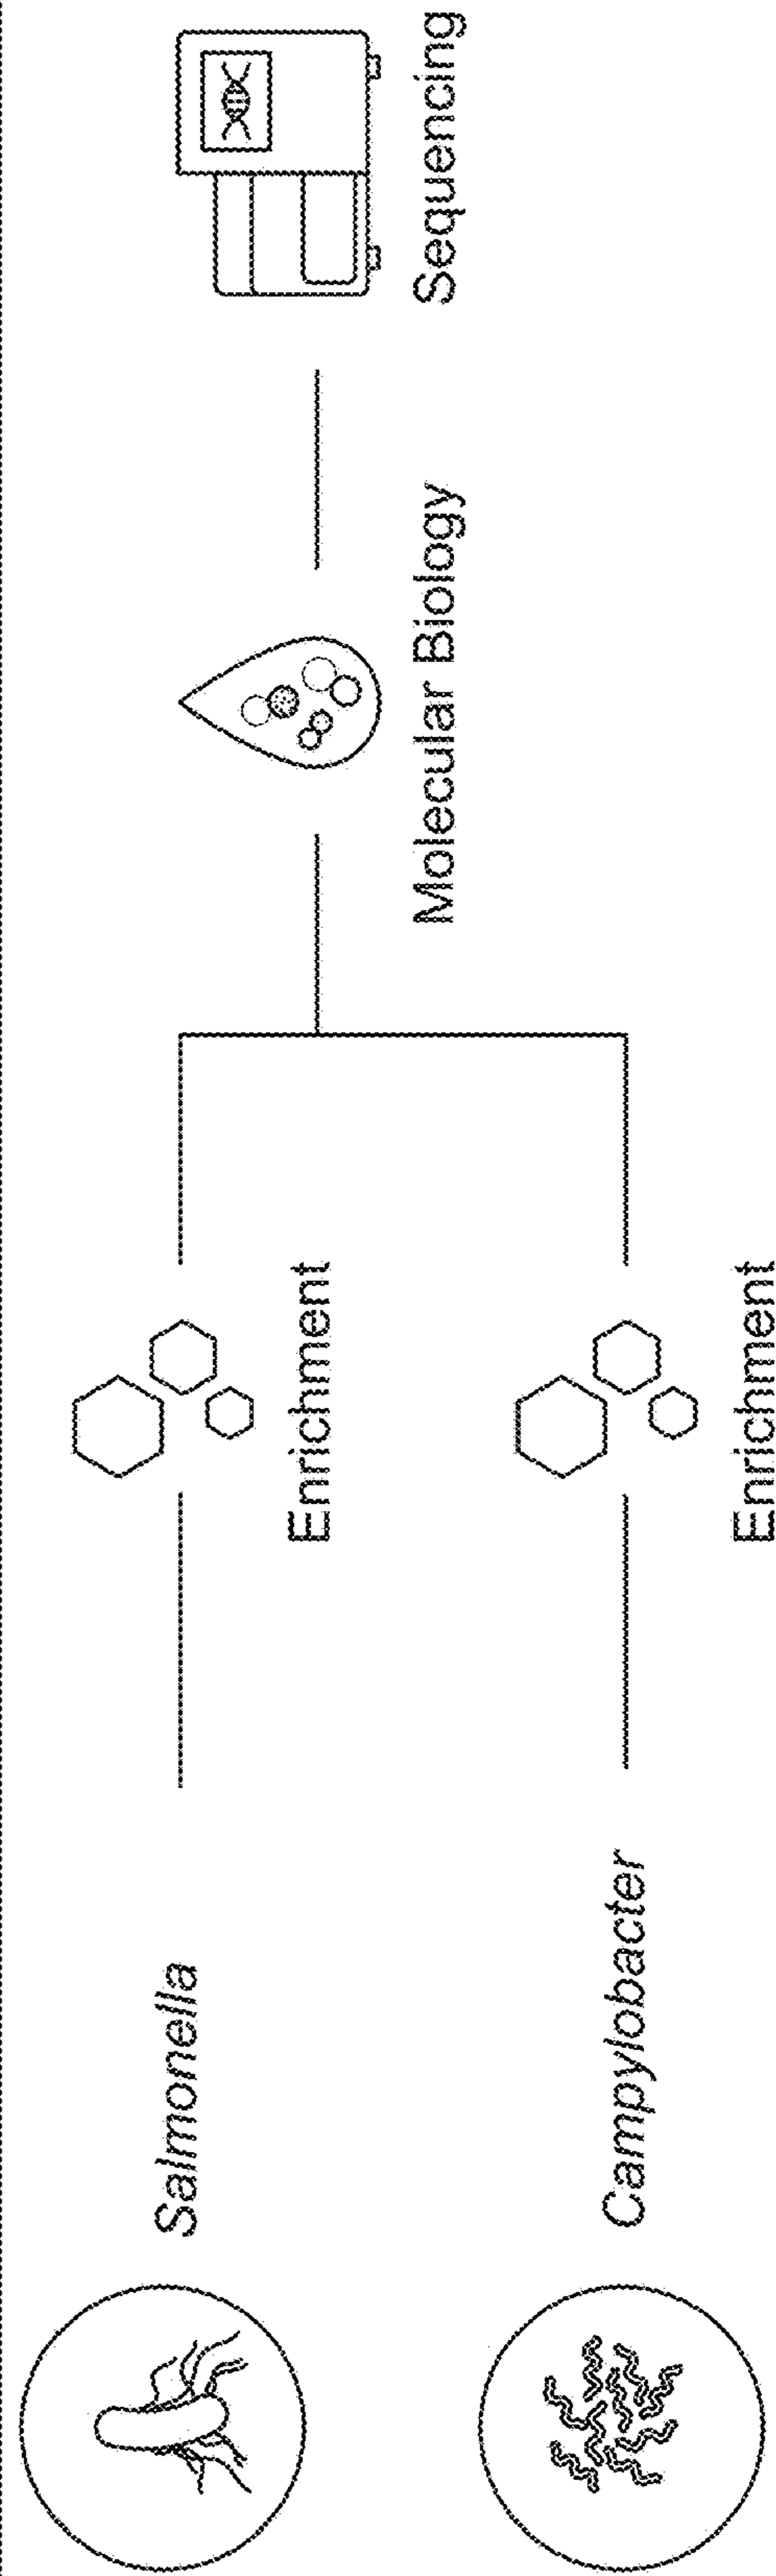 Salmonella
Enrichment
Campylobacter
Enrichment
Molecular Biology
Sequencing